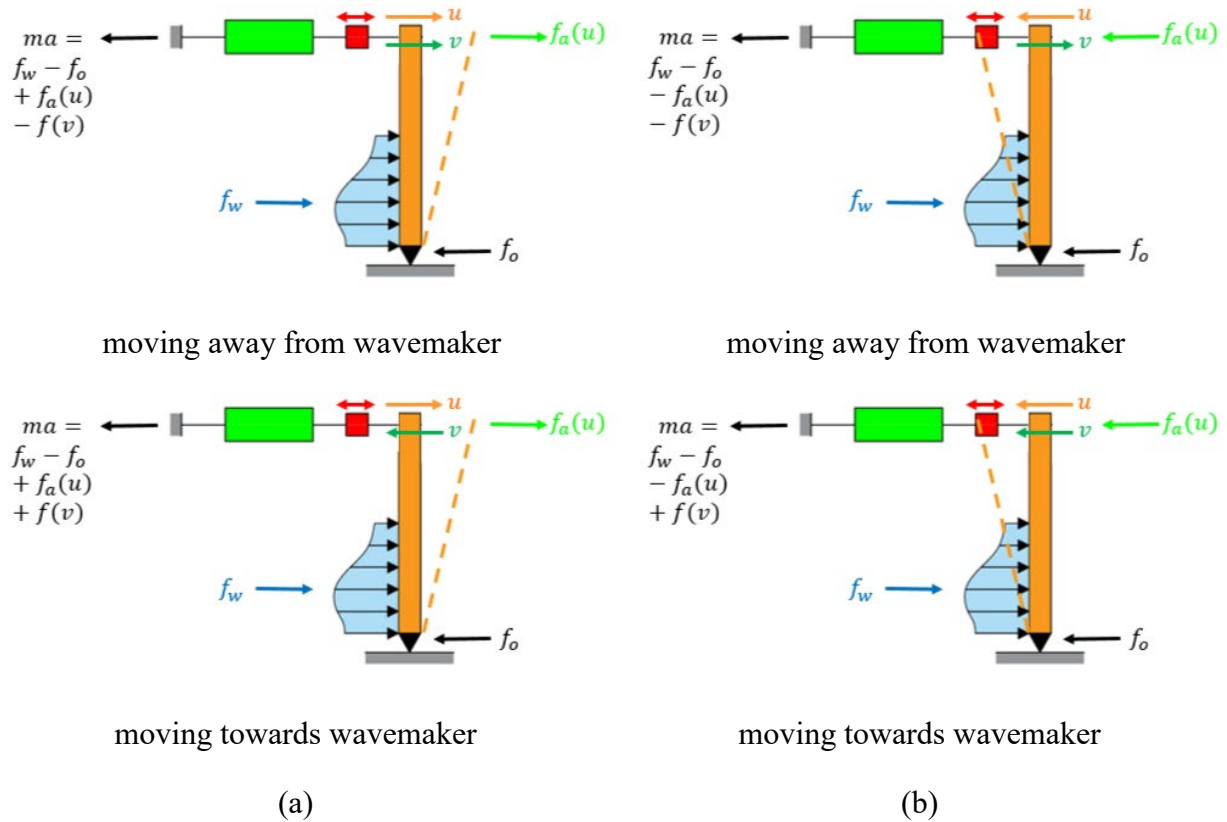 ma =
f_w − f_o
+ f_a(u)
− f(v)
u
v
f_a(u)
f_w
f_o
moving away from wavemaker
ma =
f_w − f_o
− f_a(u)
− f(v)
u
v
f_a(u)
f_w
f_o
moving away from wavemaker
ma =
f_w − f_o
+ f_a(u)
+ f(v)
u
v
f_a(u)
f_w
f_o
moving towards wavemaker
ma =
f_w − f_o
− f_a(u)
+ f(v)
u
v
f_a(u)
f_w
f_o
moving towards wavemaker
(a)
(b)